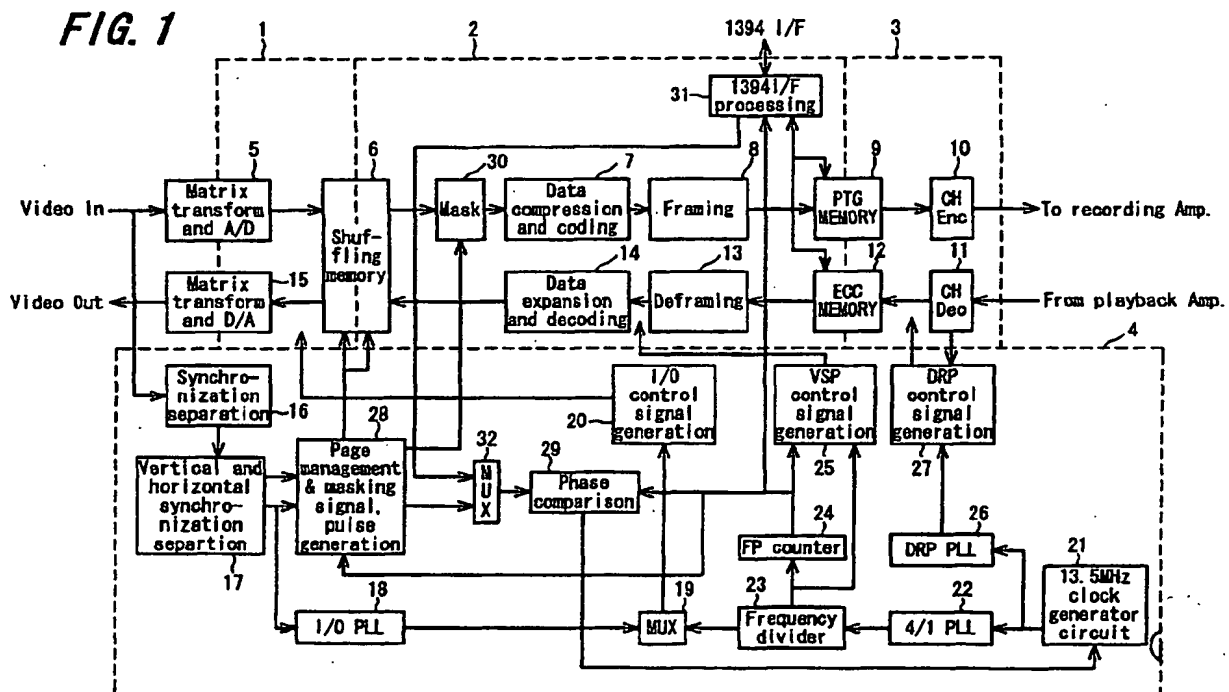 FIG. 1
1
2
1394 I/F
3
31
1394I/F
processing
5
6
30
7
8
9
10
Video In
Matrix
transform
and A/D
Shuf-
fling
memory
Mask
Data
compression
and coding
Framing
PTG
MEMORY
CH
Enc
To recording Amp.
15
14
13
12
11
Video Out
Matrix
transform
and D/A
Data
expansion
and decoding
Deframing
ECC
MEMORY
CH
Dec
From playback Amp.
4
Synchro-
nization
separation
16
I/O
control
signal
generation
20
VSP
control
signal
generation
25
DRP
control
signal
generation
27
28
32
29
Vertical and
horizontal
synchro-
nization
separtion
17
Page
management
& masking
signal,
pulse
generation
M
U
X
Phase
comparison
24
FP counter
26
DRP PLL
21
13.5MHz
clock
generator
circuit
18
I/O PLL
19
MUX
23
Frequency
divider
22
4/1 PLL